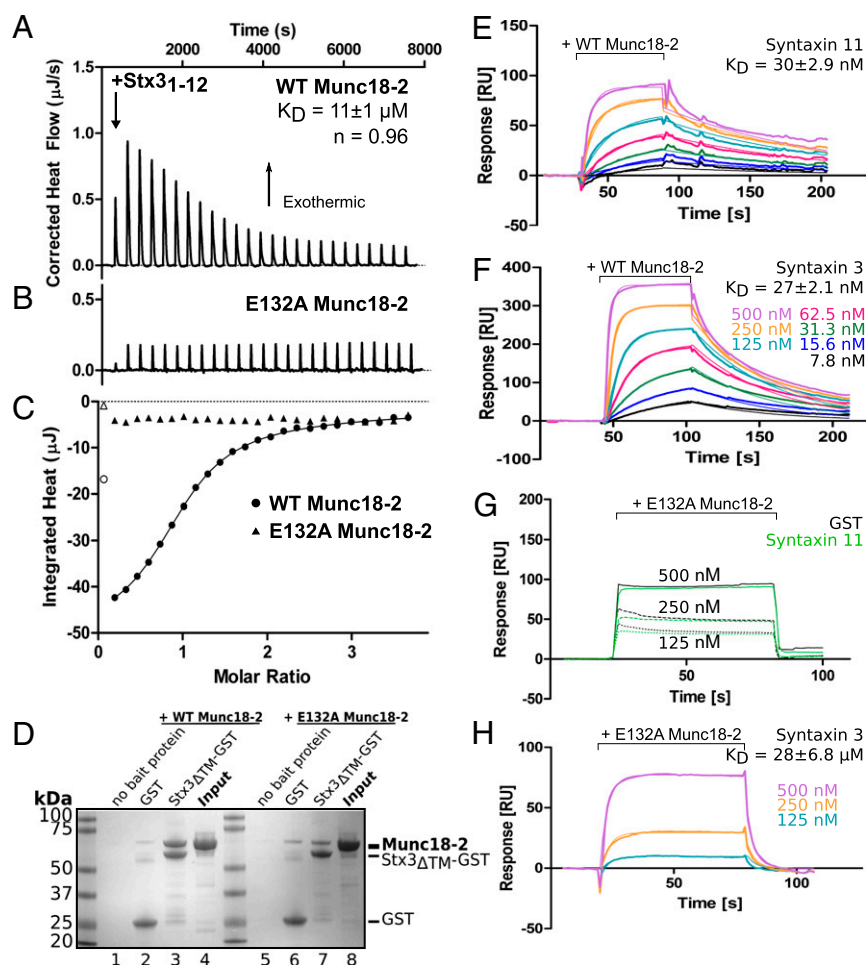 A
Time (s)
2000 4000 6000 8000
1.5
1.0
0.5
0.0
Corrected Heat Flow (µJ/s)
+Stx3₁₋₁₂
WT Munc18-2
K_D = 11±1 µM
n = 0.96
Exothermic
B
0.5
0.0
E132A Munc18-2
C
0
-10
-20
-30
-40
-50
Integrated Heat (µJ)
WT Munc18-2
E132A Munc18-2
0 1 2 3
Molar Ratio
D
+ WT Munc18-2
+ E132A Munc18-2
no bait protein
GST
Stx3ΔTM-GST
Input
no bait protein
GST
Stx3ΔTM-GST
Input
kDa
100
75
50
37
25
20
Munc18-2
Stx3ΔTM-GST
GST
1 2 3 4 5 6 7 8
E
150
100
50
0
-50
Response [RU]
+ WT Munc18-2
Syntaxin 11
K_D = 30±2.9 nM
50 100 150 200
Time [s]
F
400
300
200
100
0
-100
Response [RU]
+ WT Munc18-2
Syntaxin 3
K_D = 27±2.1 nM
500 nM 62.5 nM
250 nM 31.3 nM
125 nM 15.6 nM
7.8 nM
50 100 150 200
Time [s]
G
200
150
100
50
0
-50
Response [RU]
+ E132A Munc18-2
GST
Syntaxin 11
500 nM
250 nM
125 nM
50 100
Time [s]
H
100
50
0
-50
Response [RU]
+ E132A Munc18-2
Syntaxin 3
K_D = 28±6.8 µM
500 nM
250 nM
125 nM
50 100
Time [s]